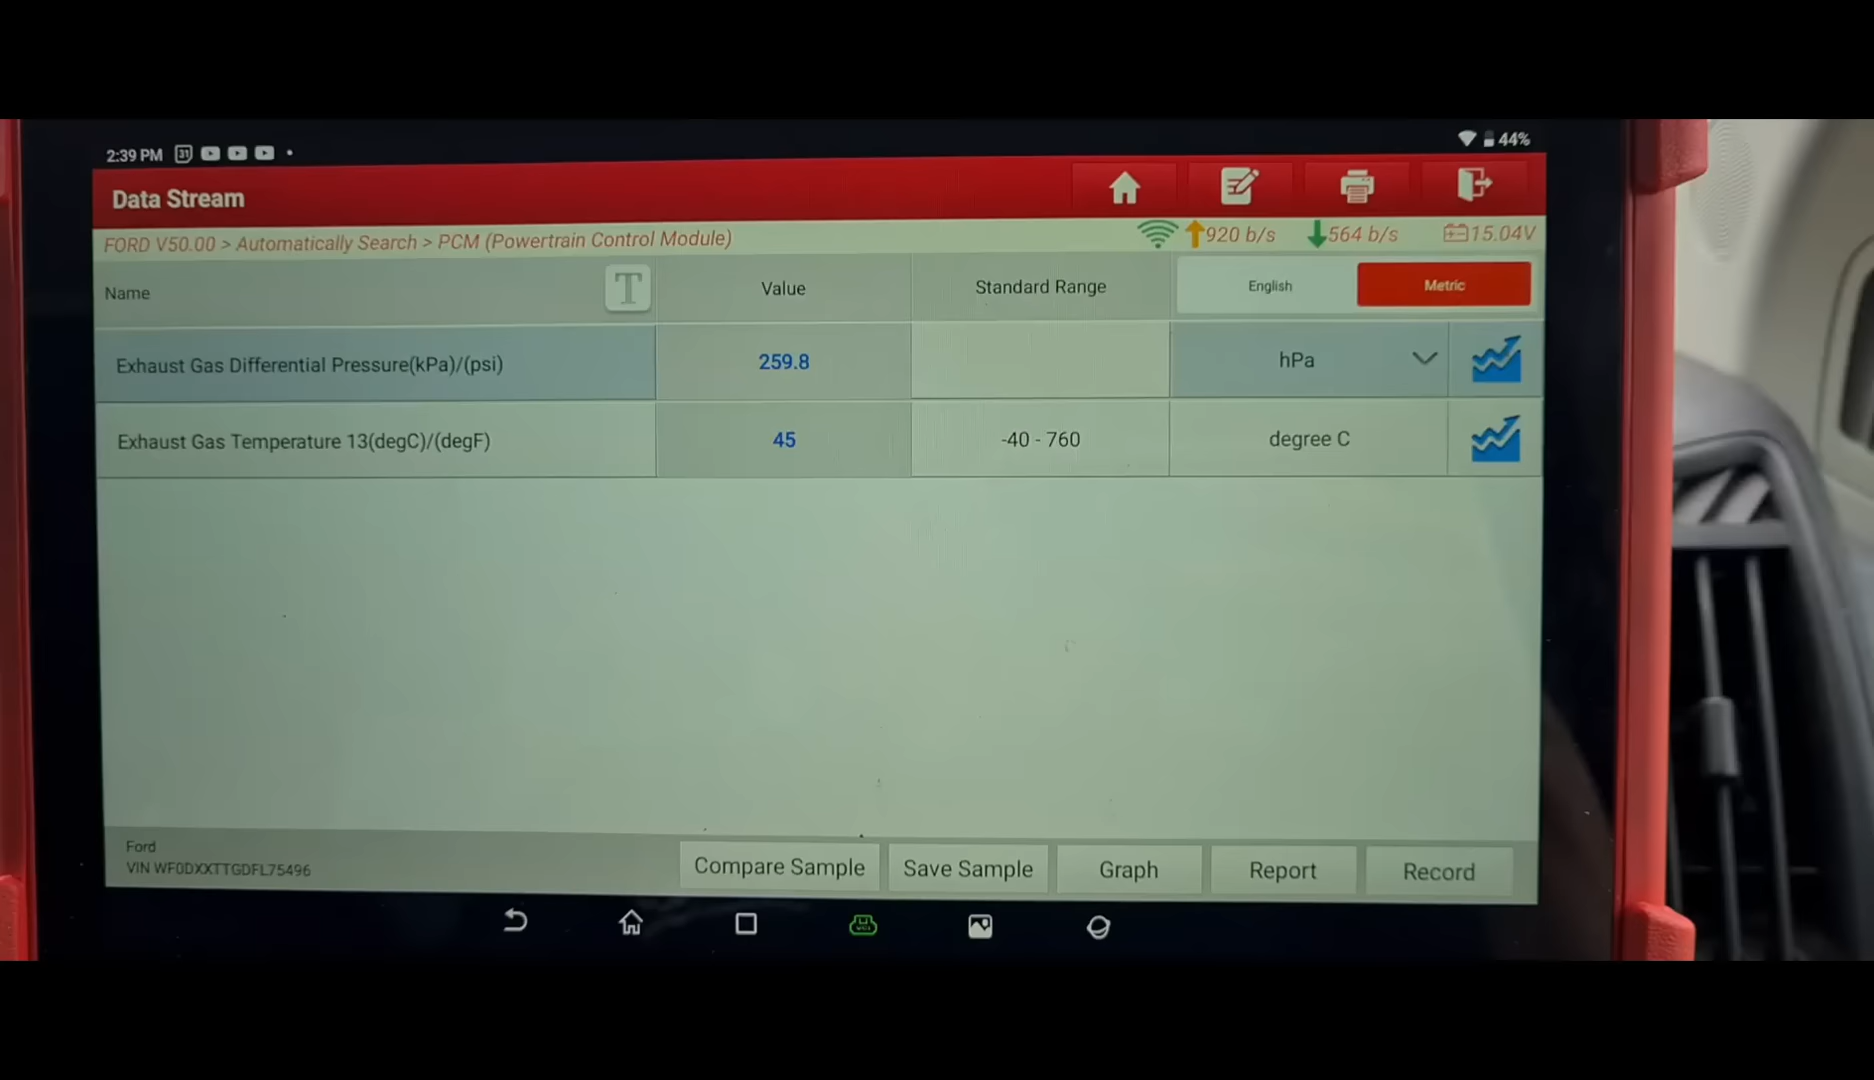 2:39 PM 31 44%
Data Stream
FORD V50.00 > Automatically Search > PCM (Powertrain Control Module) 920 b/s 564 b/s 15.04V
Name T Value Standard Range English Metric
Exhaust Gas Differential Pressure(kPa)/(psi) 259.8 hPa
Exhaust Gas Temperature 13(degC)/(degF) 45 -40 - 760 degree C
Ford
VIN WF0DXXTTGDFL75496
Compare Sample Save Sample Graph Report Record